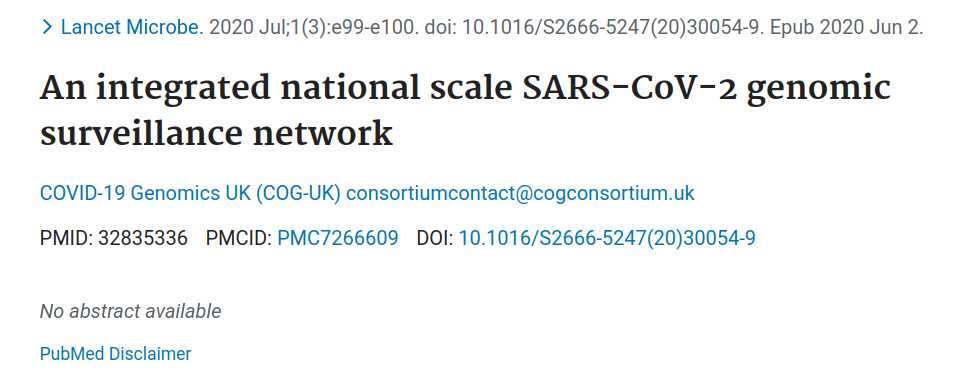 Lancet Microbe. 2020 Jul;1(3):e99-e100. doi: 10.1016/S2666-5247(20)30054-9. Epub 2020 Jun 2.
An integrated national scale SARS-CoV-2 genomic
surveillance network
COVID-19 Genomics UK (COG-UK) consortiumcontact@cogconsortium.uk
PMID: 32835336 PMCID: PMC7266609 DOI: 10.1016/S2666-5247(20)30054-9
No abstract available
PubMed Disclaimer